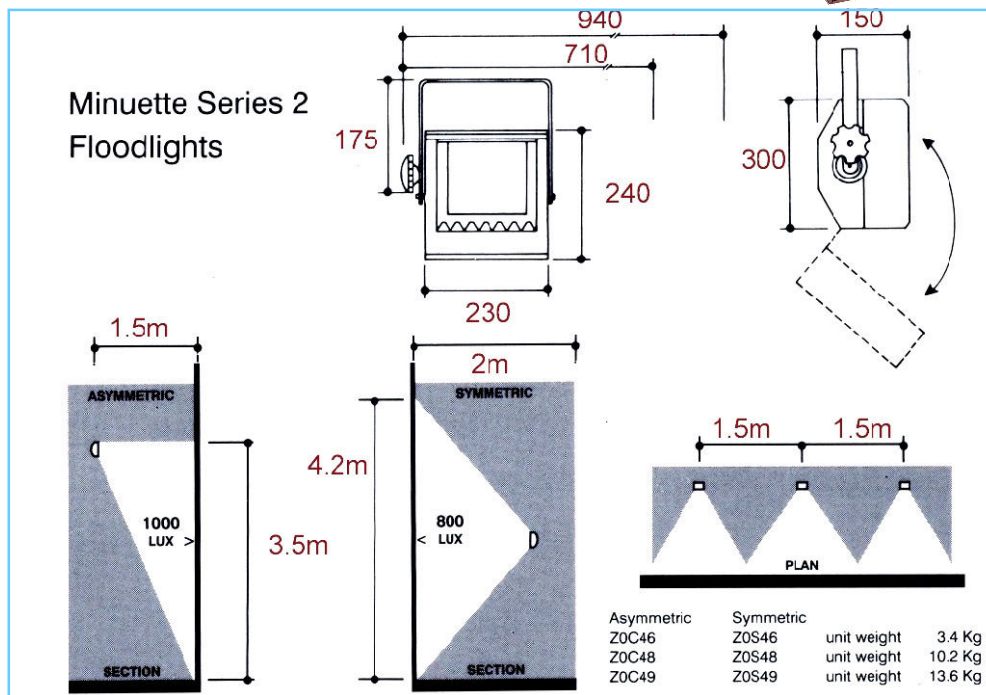 940
150
710
Minuette Series 2
Floodlights
175
300
240
230
1.5m
2m
ASYMMETRIC
SYMMETRIC
1.5m 1.5m
4.2m
1000
LUX >
3.5m
800
< LUX
PLAN
SECTION
SECTION
Asymmetric Symmetric
Z0C46 Z0S46 unit weight 3.4 Kg
Z0C48 Z0S48 unit weight 10.2 Kg
Z0C49 Z0S49 unit weight 13.6 Kg